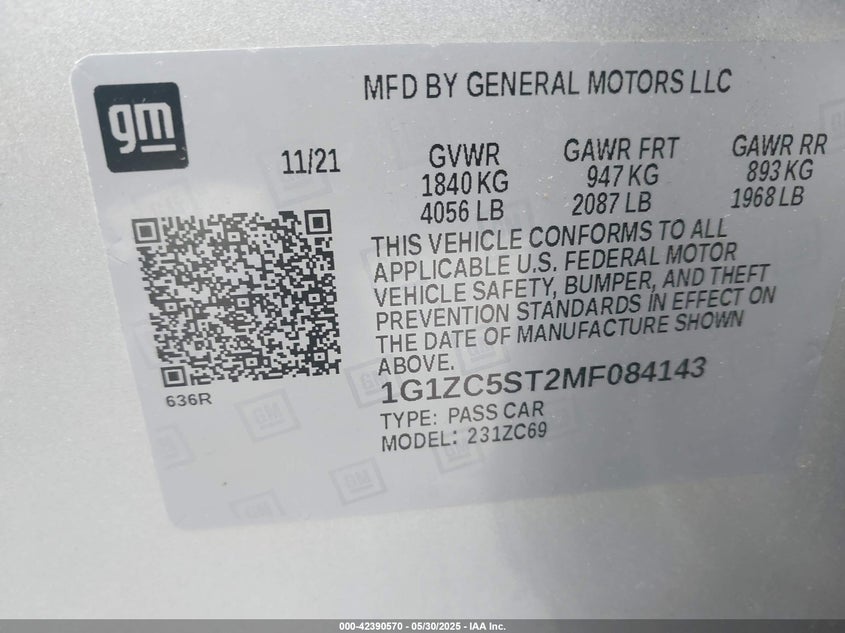 gm
MFD BY GENERAL MOTORS LLC
11/21
GVWR
1840 KG
4056 LB
GAWR FRT
947 KG
2087 LB
GAWR RR
893 KG
1968 LB
THIS VEHICLE CONFORMS TO ALL
APPLICABLE U.S. FEDERAL MOTOR
VEHICLE SAFETY, BUMPER, AND THEFT
PREVENTION STANDARDS IN EFFECT ON
THE DATE OF MANUFACTURE SHOWN
ABOVE.
1G1ZC5ST2MF084143
TYPE: PASS CAR
MODEL: 231ZC69
636R
000-42390570 - 05/30/2025 - IAA Inc.